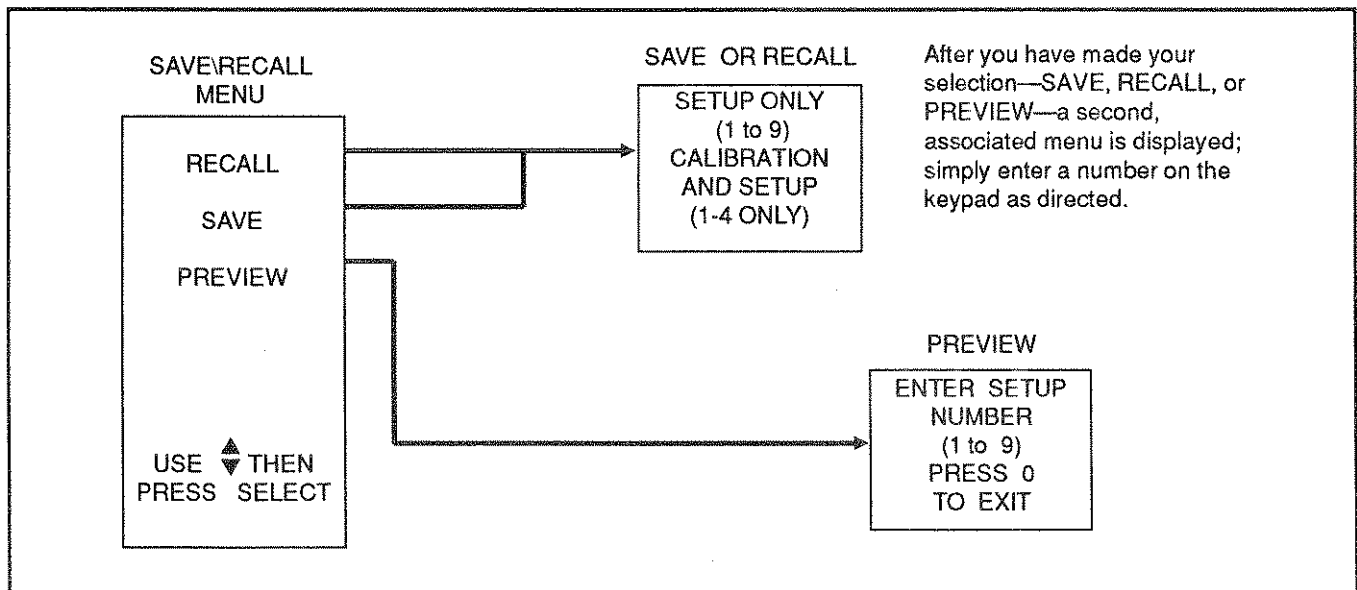 SAVE\RECALL
MENU
RECALL
SAVE
PREVIEW
USE ▲▼ THEN
PRESS SELECT
SAVE OR RECALL
SETUP ONLY
(1 to 9)
CALIBRATION
AND SETUP
(1-4 ONLY)
After you have made your
selection—SAVE, RECALL, or
PREVIEW—a second,
associated menu is displayed;
simply enter a number on the
keypad as directed.
PREVIEW
ENTER SETUP
NUMBER
(1 to 9)
PRESS 0
TO EXIT